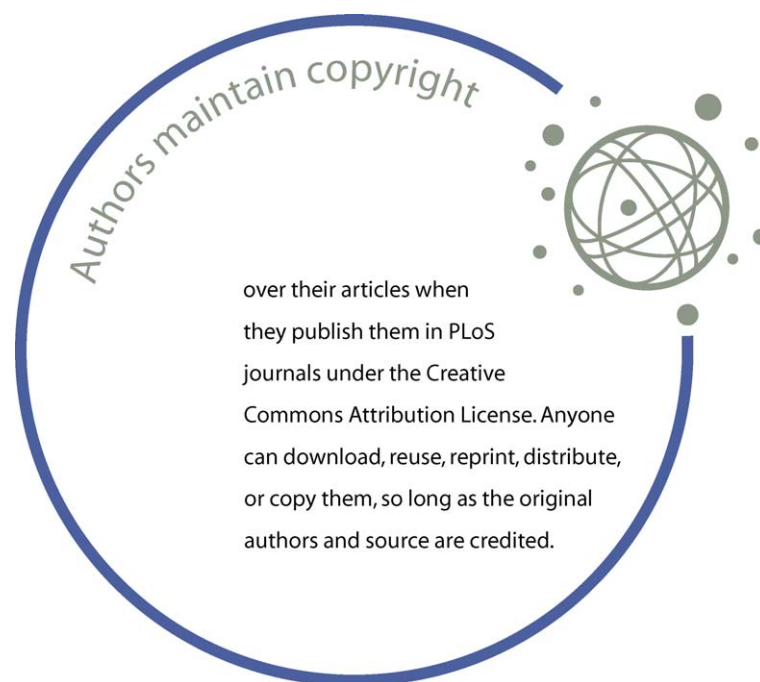 Authors maintain copyright
over their articles when
they publish them in PLoS
journals under the Creative
Commons Attribution License. Anyone
can download, reuse, reprint, distribute,
or copy them, so long as the original
authors and source are credited.